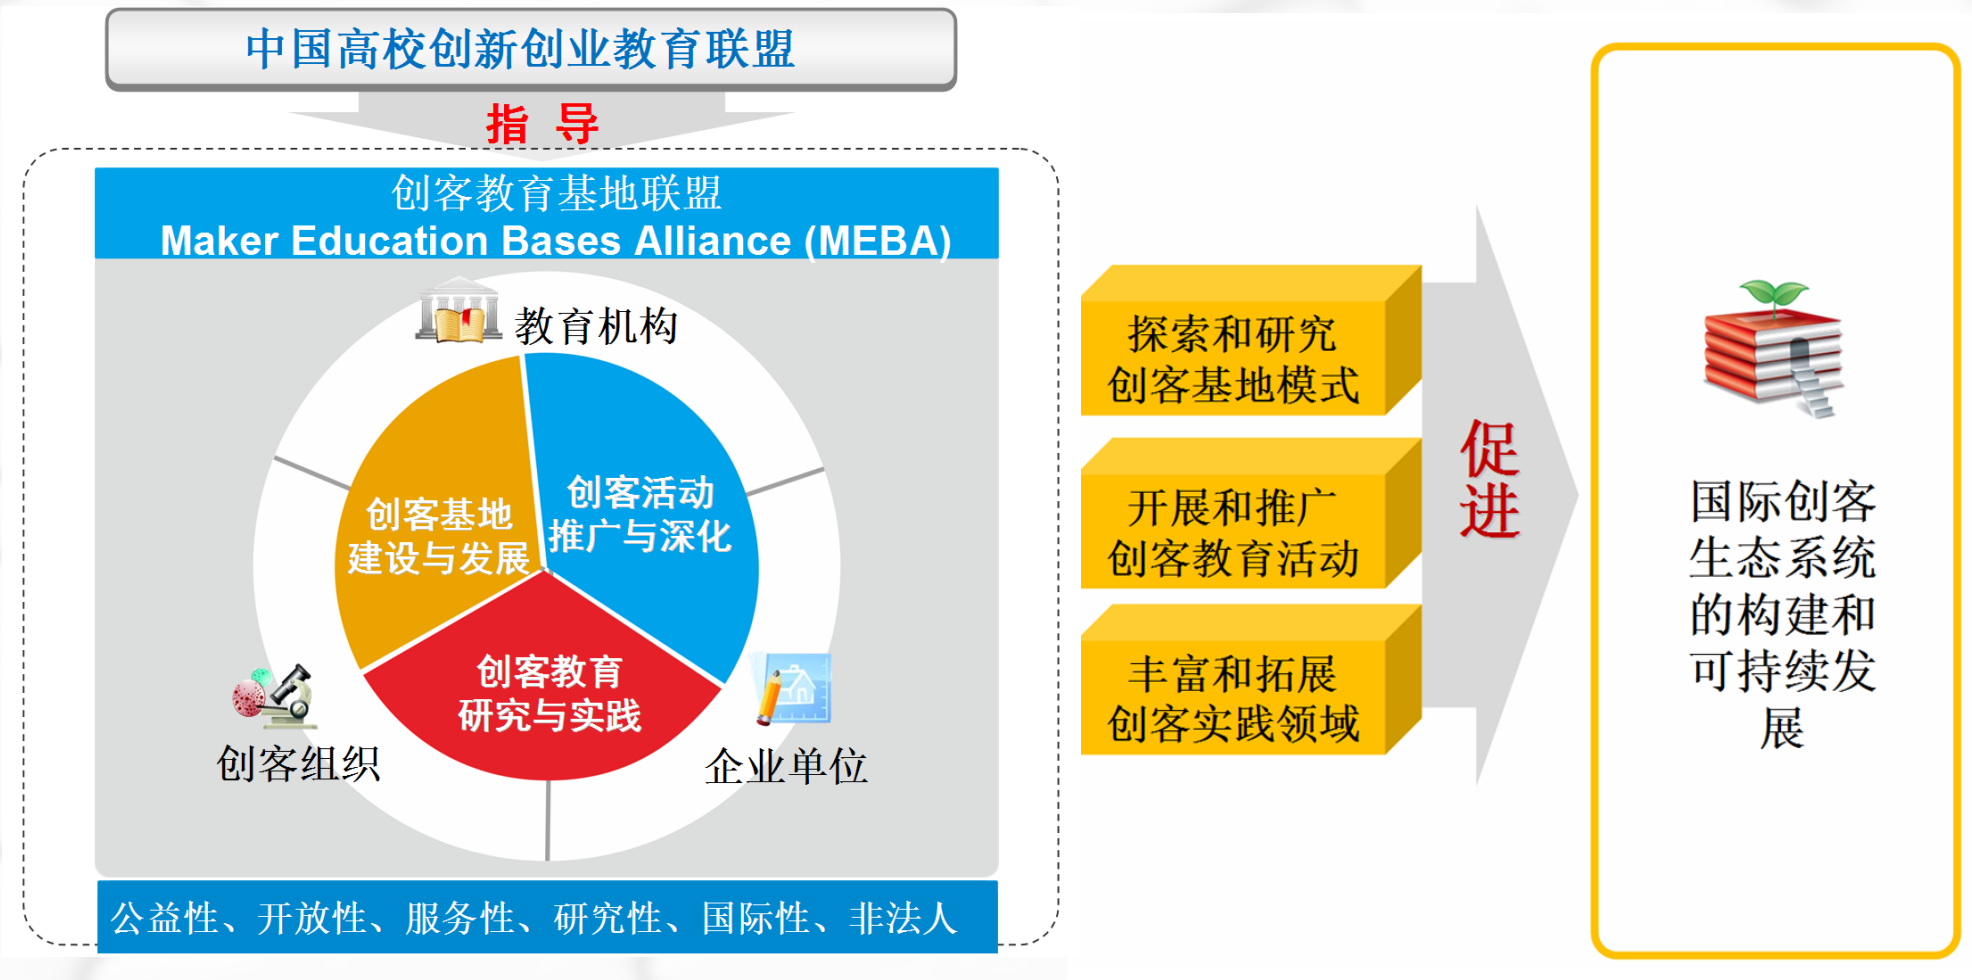 中国高校创新创业教育联盟
指 导
创客教育基地联盟
Maker Education Bases Alliance (MEBA)
教育机构
创客基地
建设与发展
创客活动
推广与深化
创客教育
研究与实践
创客组织
企业单位
公益性、开放性、服务性、研究性、国际性、非法人
探索和研究
创客基地模式
开展和推广
创客教育活动
丰富和拓展
创客实践领域
促
进
国际创客
生态系统
的构建和
可持续发
展